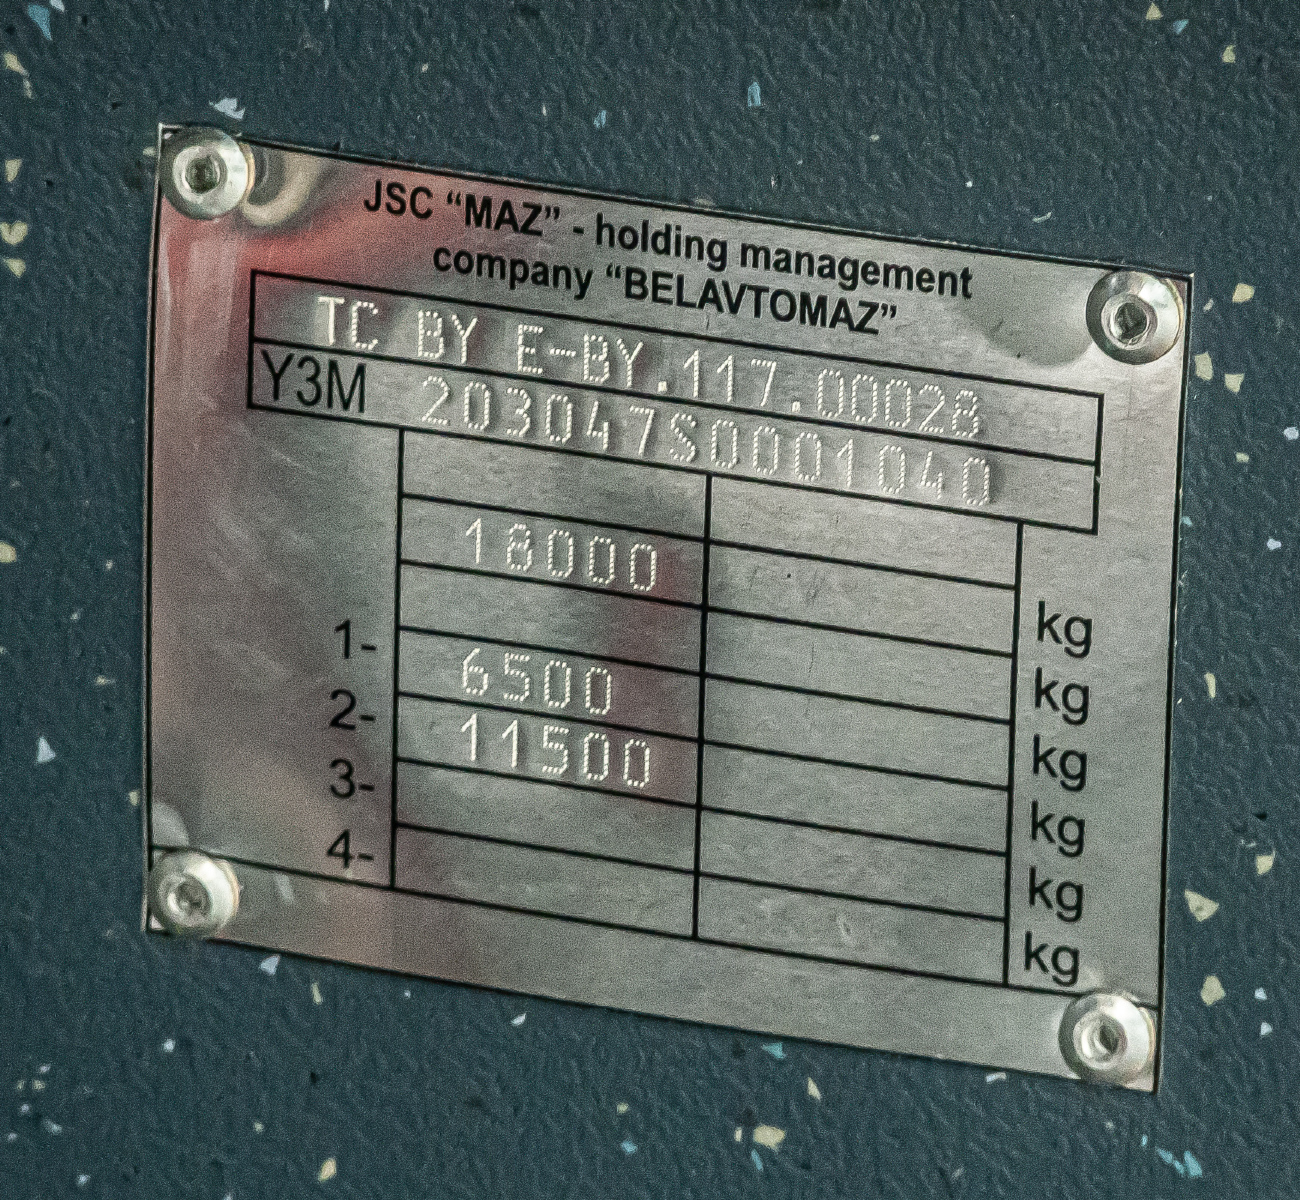 JSC “MAZ” - holding management
company “BELAVTOMAZ”
TC BY E-BY.117.00028
Y3M 203047S0001040
18000 kg
kg
1- 6500 kg
2- 11500 kg
3- kg
4- kg